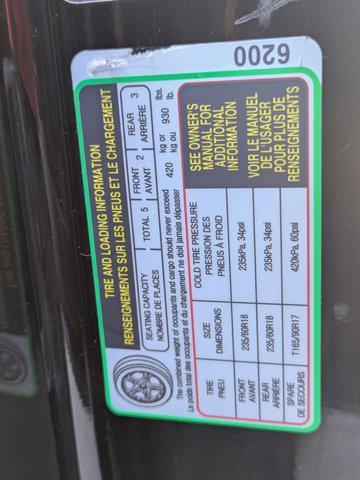 6200
TIRE AND LOADING INFORMATION
RENSEIGNEMENTS SUR LES PNEUS ET LE CHARGEMENT
SEATING CAPACITY TOTAL 5 FRONT 2 REAR 3
NOMBRE DE PLACES AVANT ARRIÈRE
The combined weight of occupants and cargo should never exceed 420 kg or 930 lbs.
Le poids total des occupants et du chargement ne doit jamais dépasser kg ou lb.
TIRE SIZE COLD TIRE PRESSURE
PNEU DIMENSIONS PRESSION DES
PNEUS À FROID
FRONT 235/60R18 235kPa, 34psi
AVANT
REAR 235/60R18 235kPa, 34psi
ARRIÈRE
SPARE T165/90R17 420kPa, 60psi
DE SECOURS
SEE OWNER'S
MANUAL FOR
ADDITIONAL
INFORMATION
VOIR LE MANUEL
DE L'USAGER
POUR PLUS DE
RENSEIGNEMENTS